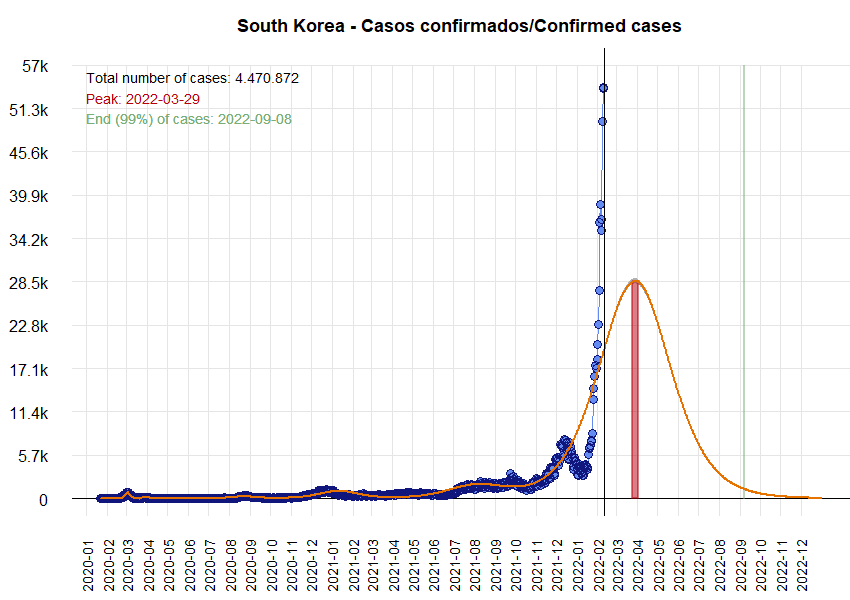 South Korea - Casos confirmados/Confirmed cases
57k
Total number of cases: 4.470.872
Peak: 2022-03-29
End (99%) of cases: 2022-09-08
51.3k
45.6k
39.9k
34.2k
28.5k
22.8k
17.1k
11.4k
5.7k
0
2020-01
2020-02
2020-03
2020-04
2020-05
2020-06
2020-07
2020-08
2020-09
2020-10
2020-11
2020-12
2021-01
2021-02
2021-03
2021-04
2021-05
2021-06
2021-07
2021-08
2021-09
2021-10
2021-11
2021-12
2022-01
2022-02
2022-03
2022-04
2022-05
2022-06
2022-07
2022-08
2022-09
2022-10
2022-11
2022-12